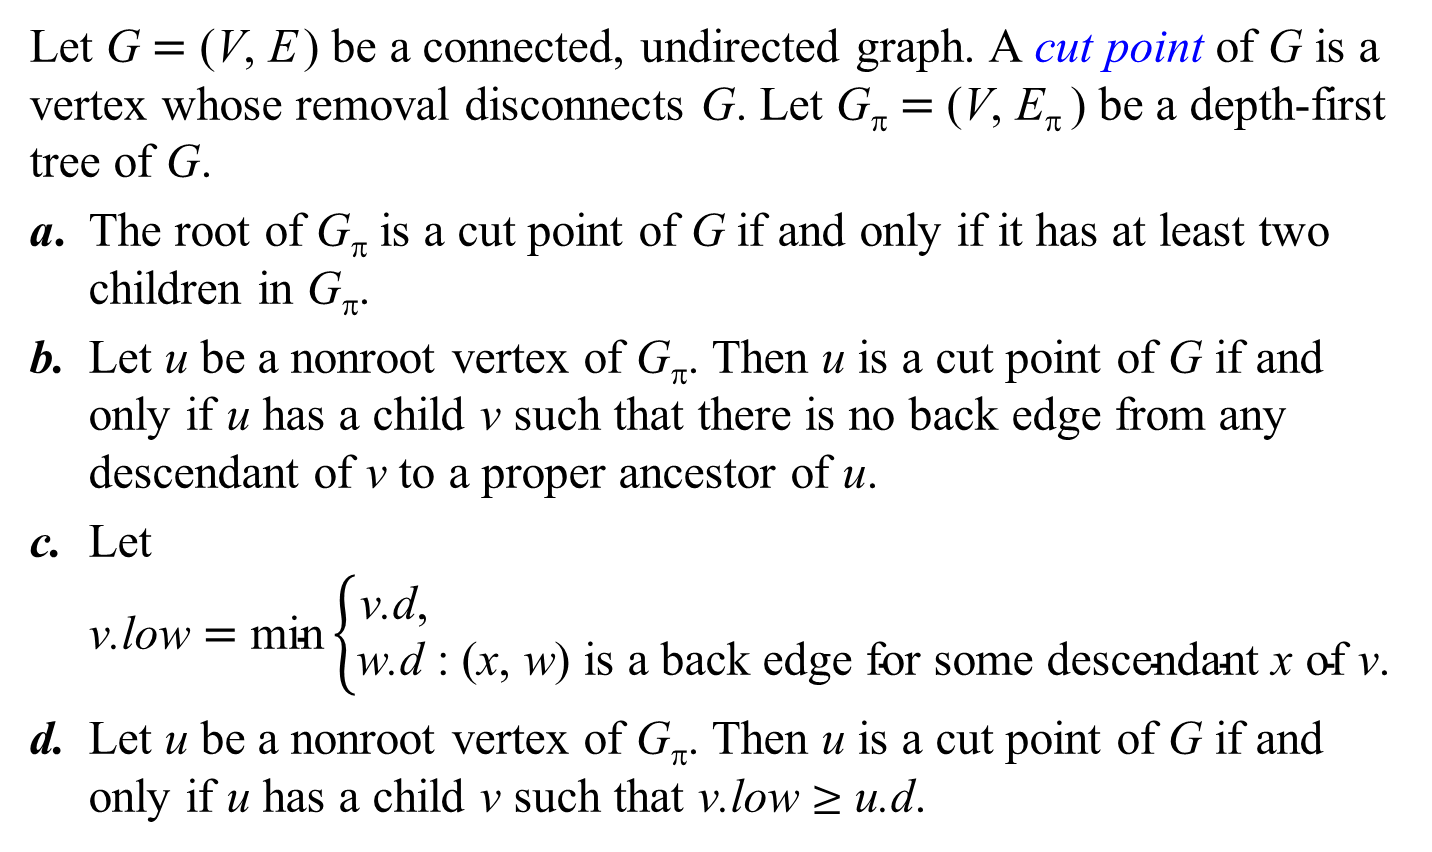 Let G = (V, E) be a connected, undirected graph. A cut point of G is a
vertex whose removal disconnects G. Let Gπ = (V, Eπ) be a depth-first
tree of G.
a. The root of Gπ is a cut point of G if and only if it has at least two
children in Gπ.
b. Let u be a nonroot vertex of Gπ. Then u is a cut point of G if and
only if u has a child v such that there is no back edge from any
descendant of v to a proper ancestor of u.
c. Let
v.low = min { v.d,
w.d : (x, w) is a back edge for some descendant x of v.
d. Let u be a nonroot vertex of Gπ. Then u is a cut point of G if and
only if u has a child v such that v.low ≥ u.d.